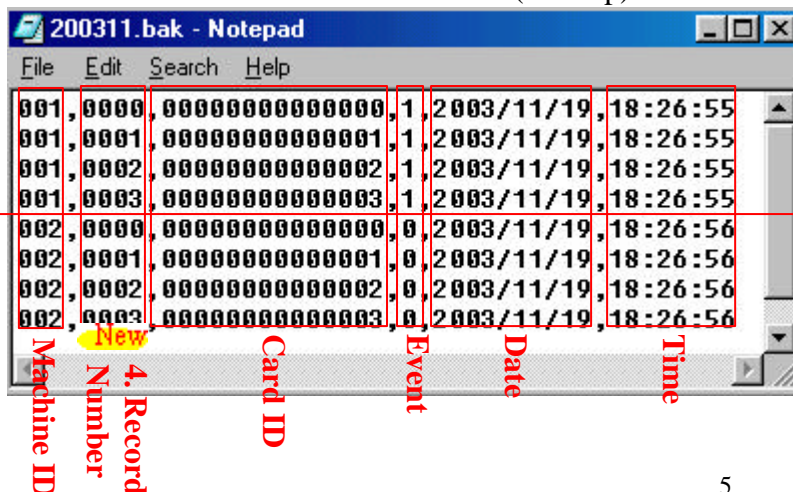 200311.bak - Notepad
File Edit Search Help
001,0000,00000000000000,1,2003/11/19,18:26:55
001,0001,00000000000001,1,2003/11/19,18:26:55
001,0002,00000000000002,1,2003/11/19,18:26:55
001,0003,00000000000003,1,2003/11/19,18:26:55
002,0000,00000000000000,0,2003/11/19,18:26:56
002,0001,00000000000001,0,2003/11/19,18:26:56
002,0002,00000000000002,0,2003/11/19,18:26:56
002,0003,00000000000003,0,2003/11/19,18:26:56
New
Machine ID
4. Record
Number
Card ID
Event
Date
Time
5